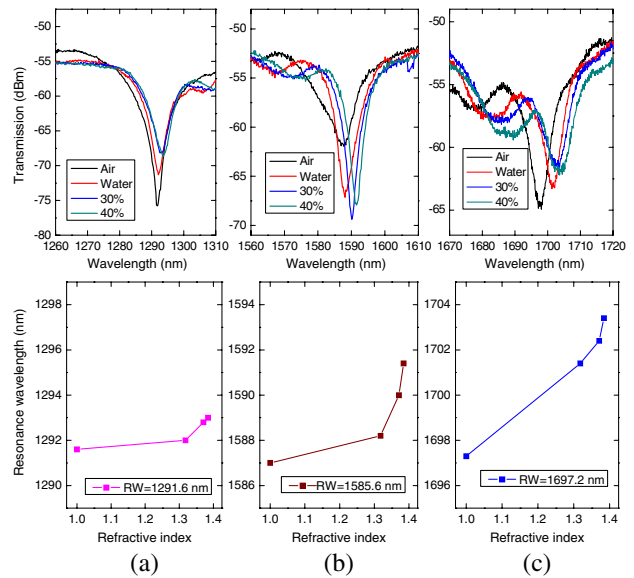 Transmission (dBm)
-50
-55
-60
-65
-70
-75
-80
Air
Water
30%
40%
1260 1270 1280 1290 1300 1310
Wavelength (nm)
-50
-55
-60
-65
-70
Air
Water
30%
40%
1560 1570 1580 1590 1600 1610
Wavelength (nm)
-55
-60
-65
Air
Water
30%
40%
1670 1680 1690 1700 1710 1720
Wavelength (nm)
Resonance wavelength (nm)
1298
1296
1294
1292
1290
RW=1291.6 nm
1.0 1.1 1.2 1.3 1.4
Refractive index
1594
1592
1590
1588
1586
RW=1585.6 nm
1.0 1.1 1.2 1.3 1.4
Refractive index
1704
1702
1700
1698
1696
RW=1697.2 nm
1.0 1.1 1.2 1.3 1.4
Refractive index
(a) (b) (c)